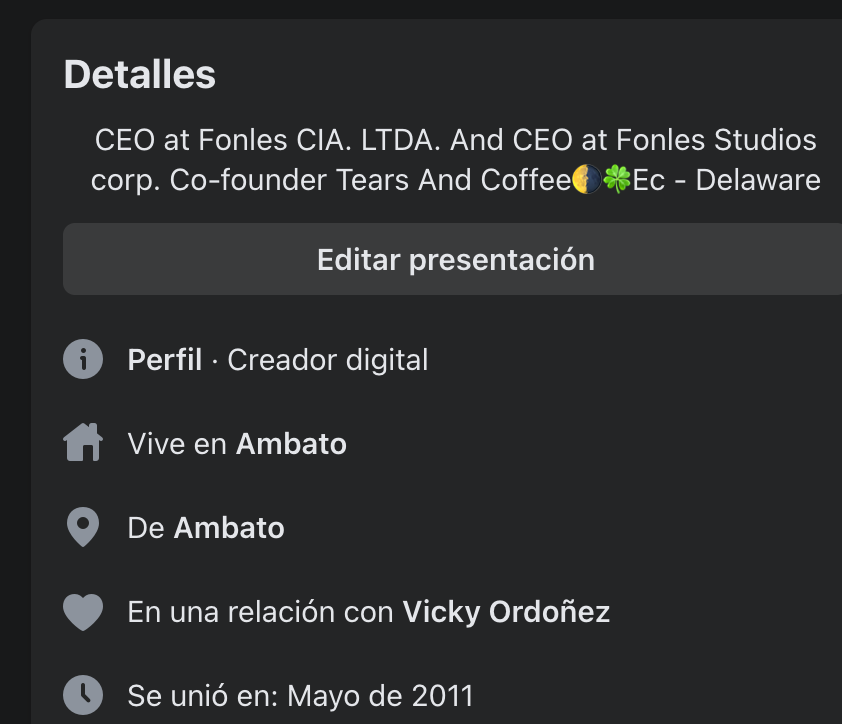 Detalles
CEO at Fonles CIA. LTDA. And CEO at Fonles Studios
corp. Co-founder Tears And Coffee🌗🍀Ec - Delaware
Editar presentación
Perfil · Creador digital
Vive en Ambato
De Ambato
En una relación con Vicky Ordoñez
Se unió en: Mayo de 2011